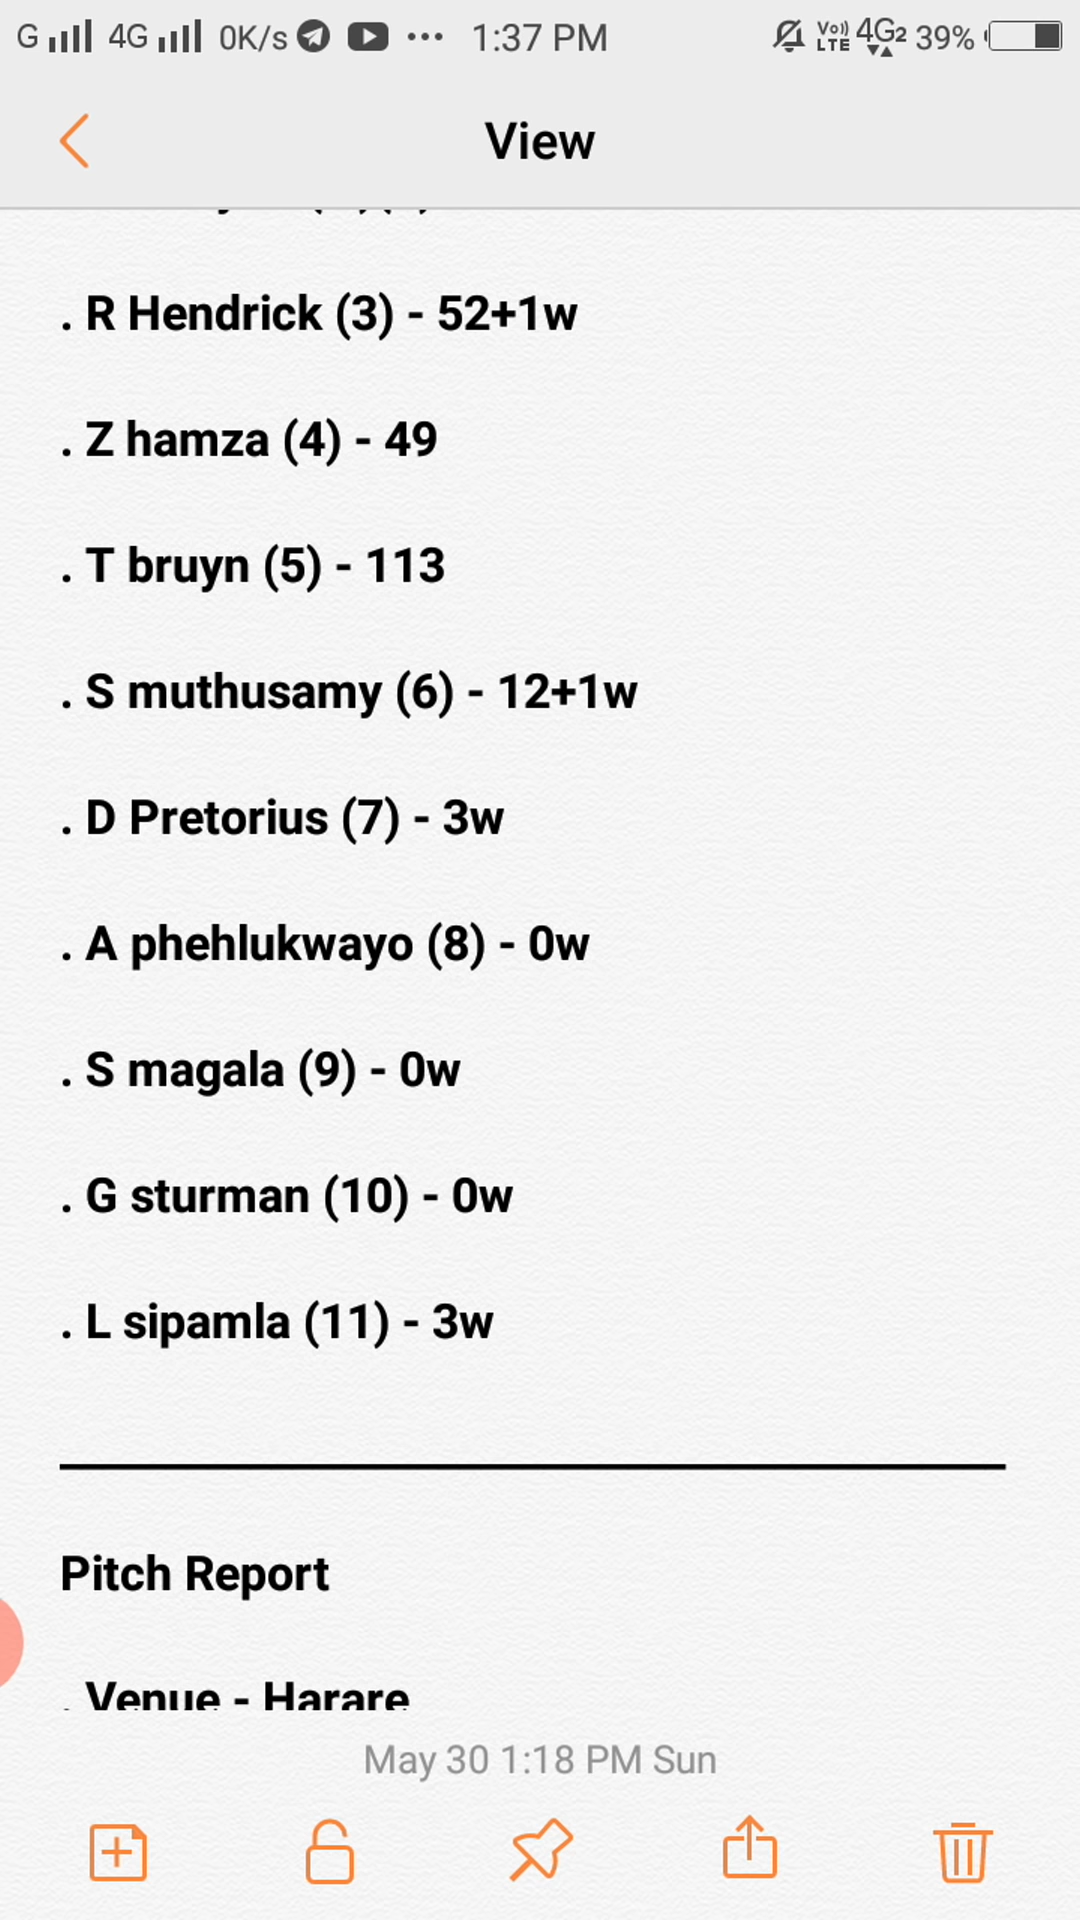 G 4G 0K/s ••• 1:37 PM Vo)) LTE 4G2 39%
View
. R Hendrick (3) - 52+1w
. Z hamza (4) - 49
. T bruyn (5) - 113
. S muthusamy (6) - 12+1w
. D Pretorius (7) - 3w
. A phehlukwayo (8) - 0w
. S magala (9) - 0w
. G sturman (10) - 0w
. L sipamla (11) - 3w
Pitch Report
. Venue - Harare
May 30 1:18 PM Sun